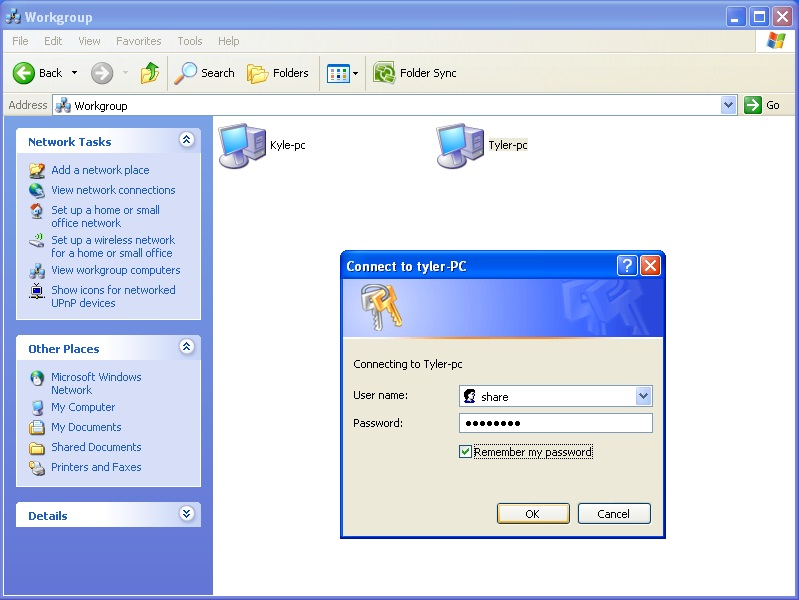 Workgroup
File Edit View Favorites Tools Help
Back Search Folders Folder Sync
Address Workgroup Go
Network Tasks
Add a network place
View network connections
Set up a home or small
office network
Set up a wireless network
for a home or small office
View workgroup computers
Show icons for networked
UPnP devices
Other Places
Microsoft Windows
Network
My Computer
My Documents
Shared Documents
Printers and Faxes
Details
Kyle-pc
Tyler-pc
Connect to tyler-PC
Connecting to Tyler-pc
User name: share
Password: ••••••••
Remember my password
OK Cancel